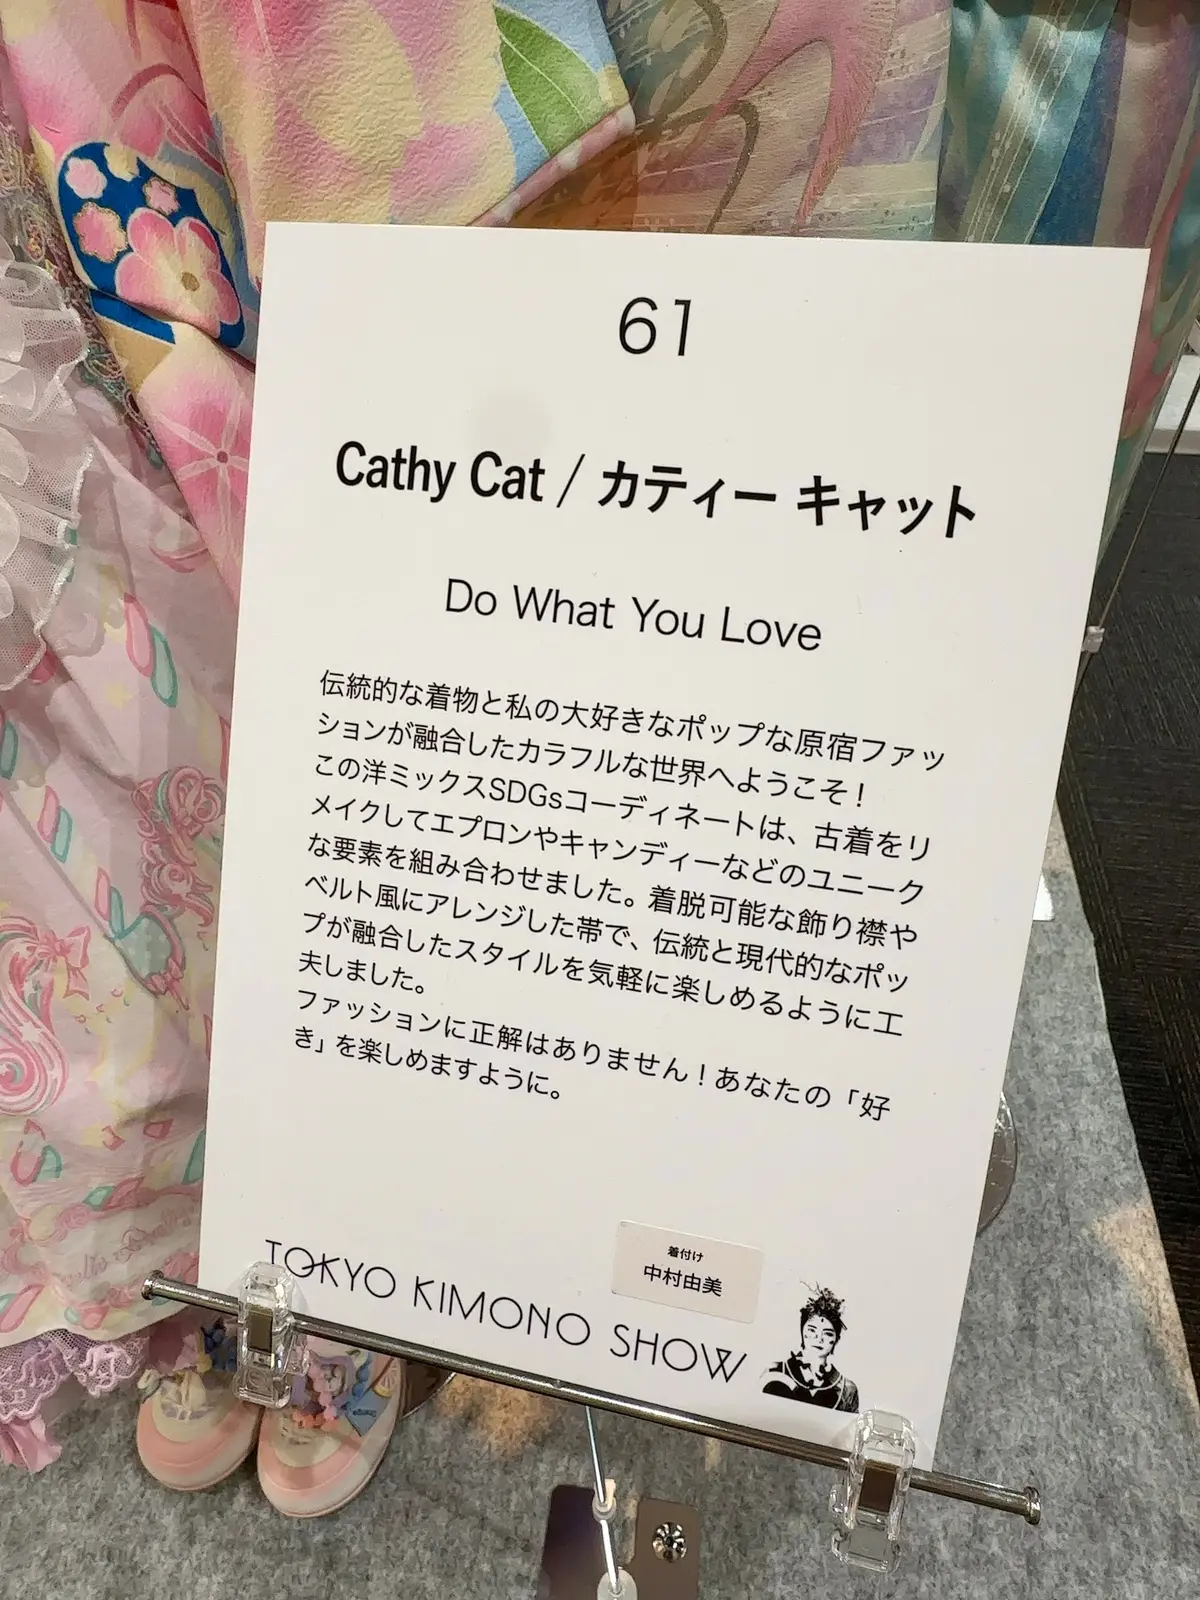 61
Cathy Cat / カティー キャット
Do What You Love
伝統的な着物と私の大好きなポップな原宿ファッ
ションが融合したカラフルな世界へようこそ！
この洋ミックスSDGsコーディネートは、古着をリ
メイクしてエプロンやキャンディーなどのユニーク
な要素を組み合わせました。着脱可能な飾り襟や
ベルト風にアレンジした帯で、伝統と現代的なポッ
プが融合したスタイルを気軽に楽しめるように工
夫しました。
ファッションに正解はありません！あなたの「好
き」を楽しめますように。
着付け
中村由美
TOKYO KIMONO SHOW